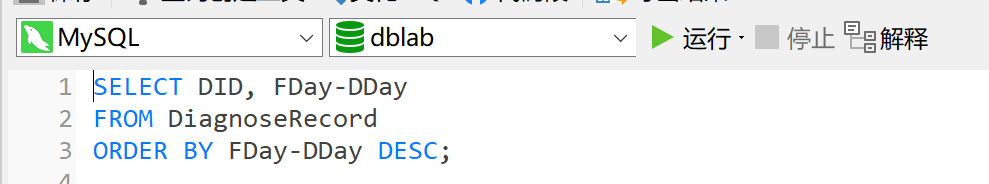 MySQL dblab 运行 停止 解释
1 SELECT DID, FDay-DDay
2 FROM DiagnoseRecord
3 ORDER BY FDay-DDay DESC;
4